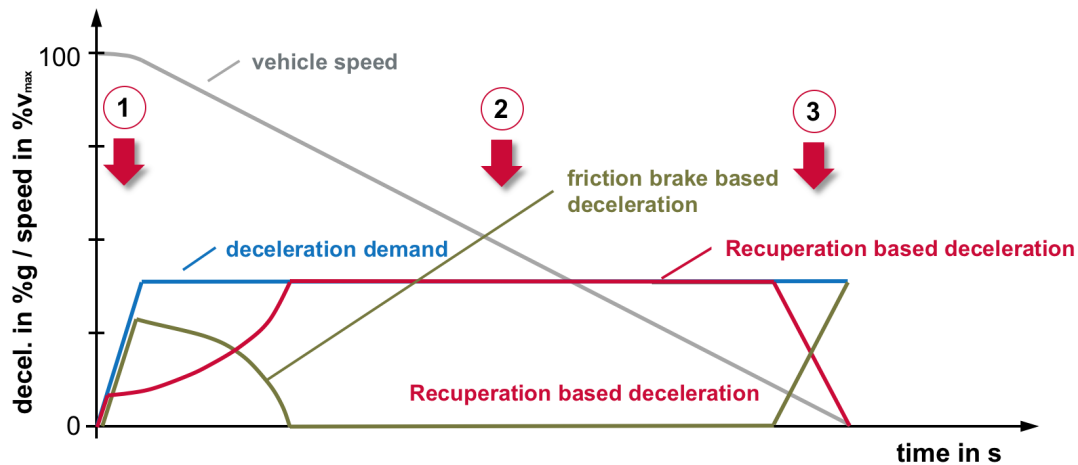 100
vehicle speed
1
2
3
friction brake based
deceleration
deceleration demand
Recuperation based deceleration
Recuperation based deceleration
0
decel. in %g / speed in %vmax
time in s